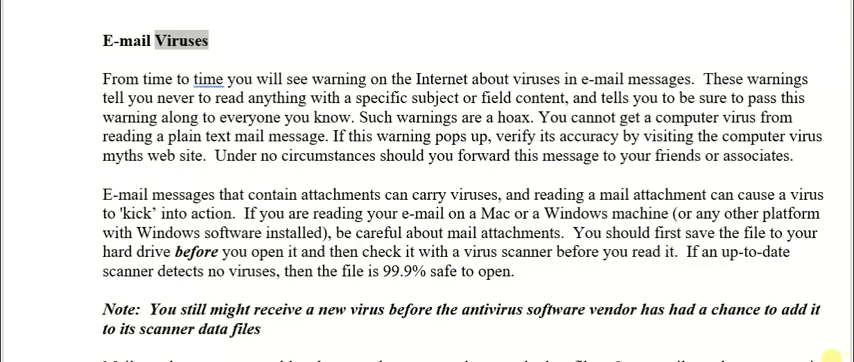 E-mail Viruses
From time to time you will see warning on the Internet about viruses in e-mail messages.  These warnings
tell you never to read anything with a specific subject or field content, and tells you to be sure to pass this
warning along to everyone you know. Such warnings are a hoax. You cannot get a computer virus from
reading a plain text mail message. If this warning pops up, verify its accuracy by visiting the computer virus
myths web site.  Under no circumstances should you forward this message to your friends or associates.
E-mail messages that contain attachments can carry viruses, and reading a mail attachment can cause a virus
to 'kick’ into action.  If you are reading your e-mail on a Mac or a Windows machine (or any other platform
with Windows software installed), be careful about mail attachments.  You should first save the file to your
hard drive before you open it and then check it with a virus scanner before you read it.  If an up-to-date
scanner detects no viruses, then the file is 99.9% safe to open.
Note:  You still might receive a new virus before the antivirus software vendor has had a chance to add it
to its scanner data files